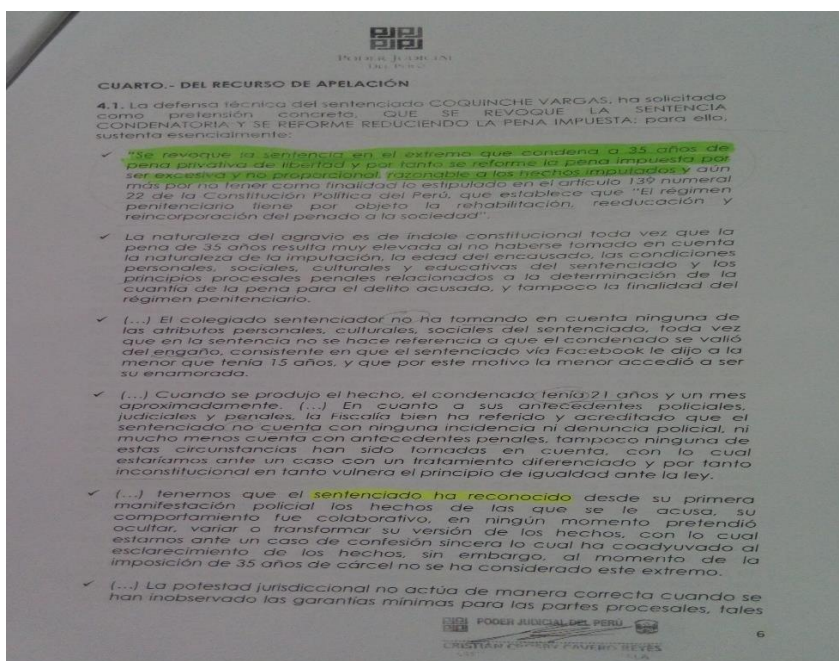 PODER JUDICIAL
DEL PERÚ
CUARTO.- DEL RECURSO DE APELACIÓN
4.1. La defensa técnica del sentenciado COQUINCHE VARGAS, ha solicitado
como pretensión concreta, QUE SE REVOQUE LA SENTENCIA
CONDENATORIA Y SE REFORME REDUCIENDO LA PENA IMPUESTA; para ello,
sustenta esencialmente:
✓ "Se revoque la sentencia en el extremo que condena a 35 años de
pena privativa de libertad y por tanto se reforme la pena impuesta por
ser excesiva y no proporcional, razonable a los hechos imputados y aún
más por no tener como finalidad lo estipulado en el artículo 139 numeral
22 de la Constitución Política del Perú, que establece que "El régimen
penitenciario tiene por objeto la rehabilitación, reeducación y
reincorporación del penado a la sociedad".
✓ La naturaleza del agravio es de índole constitucional toda vez que la
pena de 35 años resulta muy elevada al no haberse tomado en cuenta
la naturaleza de la imputación, la edad del encausado, las condiciones
personales, sociales, culturales y educativas del sentenciado y los
principios procesales penales relacionados a la determinación de la
cuantía de la pena para el delito acusado, y tampoco la finalidad del
régimen penitenciario.
✓ (...) El colegiado sentenciador no ha tomando en cuenta ninguna de
las atributos personales, culturales, sociales del sentenciado, toda vez
que en la sentencia no se hace referencia a que el condenado se valió
del engaño, consistente en que el sentenciado vía Facebook le dijo a la
menor que tenía 15 años, y que por este motivo la menor accedió a ser
su enamorada.
✓ (...) Cuando se produjo el hecho, el condenado tenía 21 años y un mes
aproximadamente. (...) En cuanto a sus antecedentes policiales,
judiciales y penales, la Fiscalía bien ha referido y acreditado que el
sentenciado no cuenta con ninguna incidencia ni denuncia policial, ni
mucho menos cuenta con antecedentes penales, tampoco ninguna de
estas circunstancias han sido tomadas en cuenta, con lo cual
estaríamos ante un caso con un tratamiento diferenciado y por tanto
inconstitucional en tanto vulnera el principio de igualdad ante la ley.
✓ (...) tenemos que el sentenciado ha reconocido desde su primera
manifestación policial los hechos de las que se le acusa, su
comportamiento fue colaborativo, en ningún momento pretendió
ocultar, variar o transformar su versión de los hechos, con lo cual
estamos ante un caso de confesión sincera lo cual ha coadyuvado al
esclarecimiento de los hechos, sin embargo, al momento de la
imposición de 35 años de cárcel no se ha considerado este extremo.
✓ (...) La potestad jurisdiccional no actúa de manera correcta cuando se
han inobservado las garantías mínimas para las partes procesales, tales
PODER JUDICIAL DEL PERÚ
6